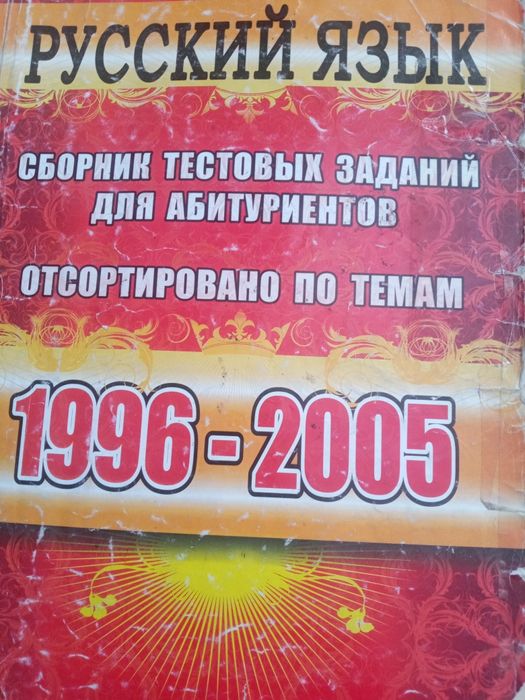 РУССКИЙ ЯЗЫК
СБОРНИК ТЕСТОВЫХ ЗАДАНИЙ
ДЛЯ АБИТУРИЕНТОВ
ОТСОРТИРОВАНО ПО ТЕМАМ
1996-2005